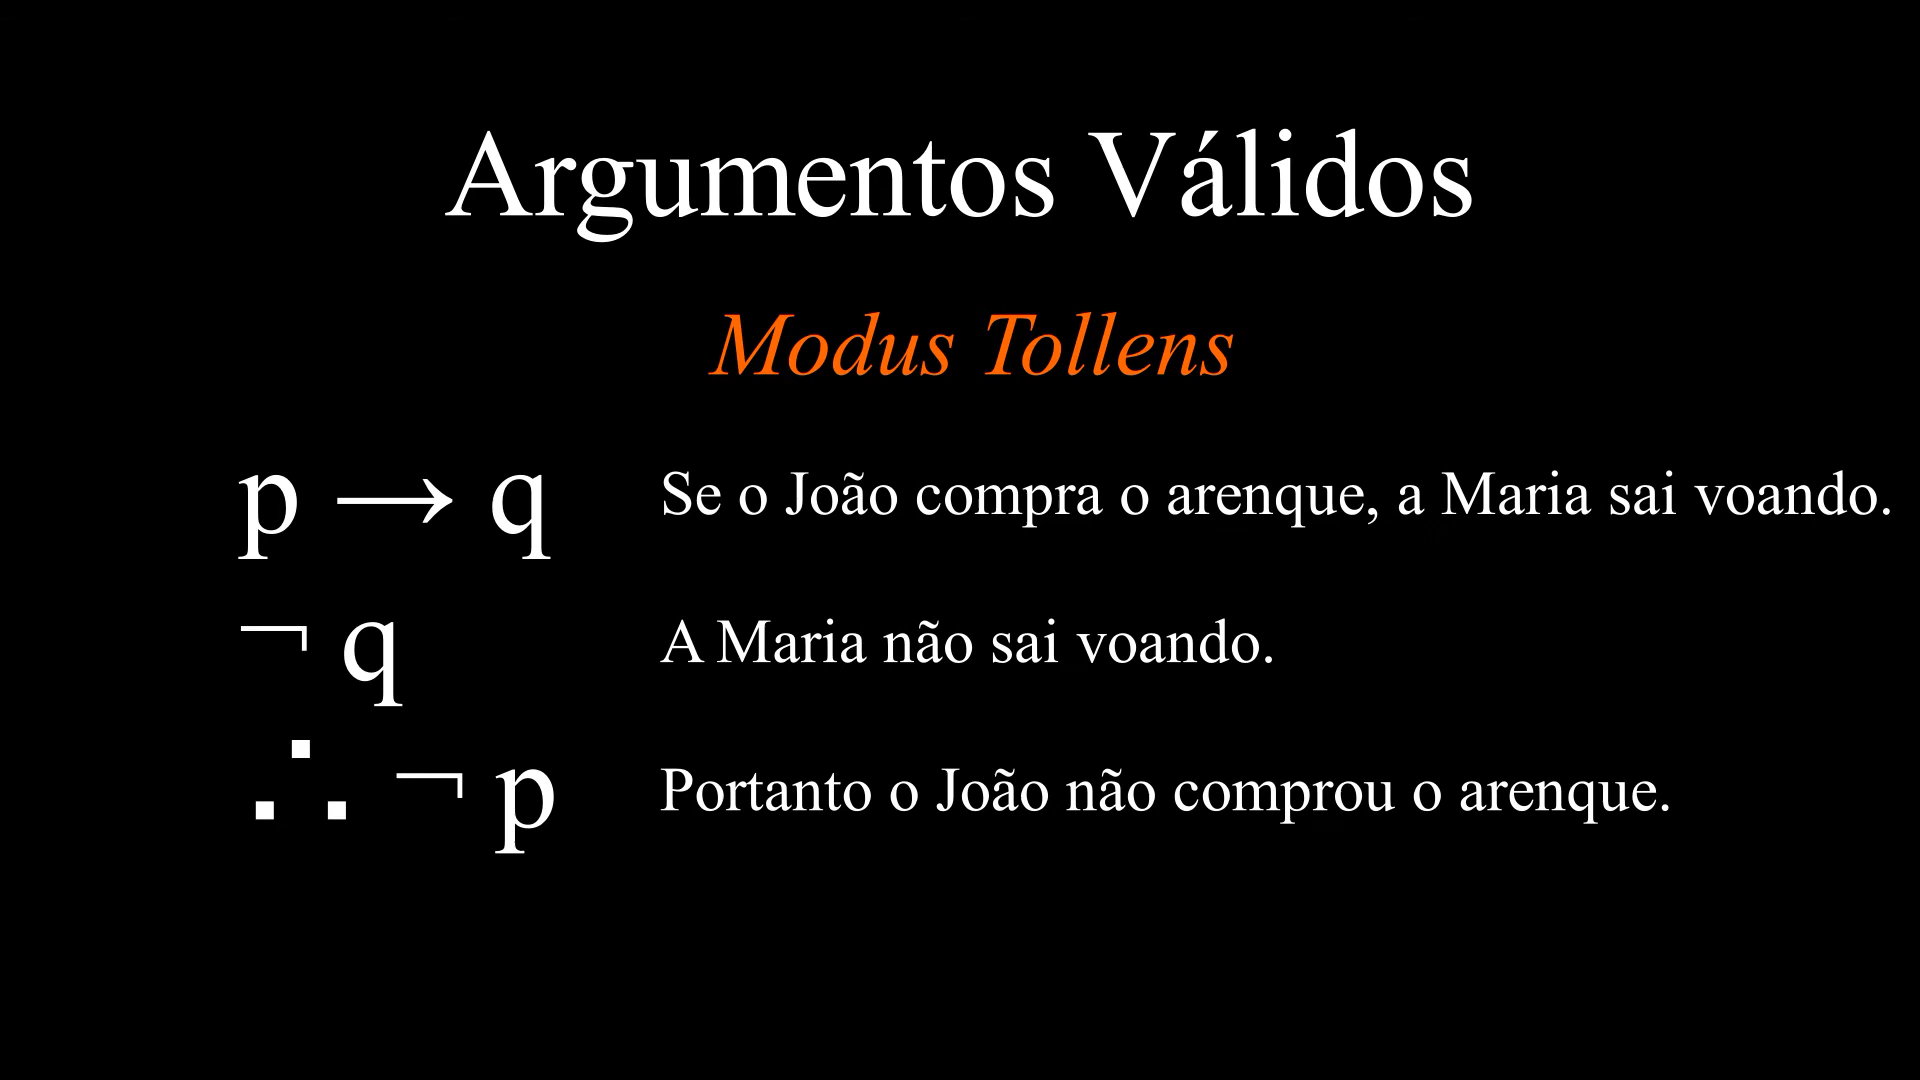 Argumentos Válidos
Modus Tollens
p → q Se o João compra o arenque, a Maria sai voando.
¬ q A Maria não sai voando.
∴ ¬ p Portanto o João não comprou o arenque.